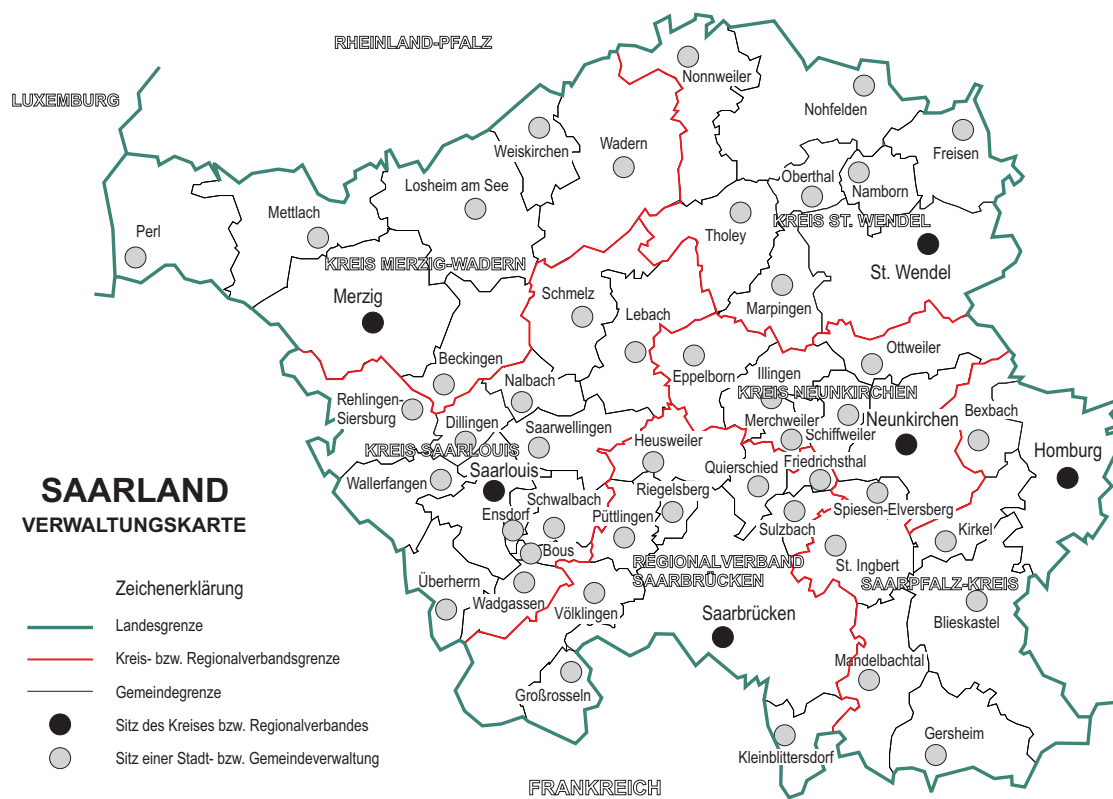 RHEINLAND-PFALZ
LUXEMBURG
Nonnweiler
Nohfelden
Freisen
Weiskirchen
Wadern
Oberthal
Namborn
Losheim am See
Mettlach
Perl
Tholey
KREIS ST. WENDEL
St. Wendel
KREIS MERZIG-WADERN
Merzig
Schmelz
Lebach
Marpingen
Beckingen
Nalbach
Eppelborn
Illingen
Ottweiler
KREIS-NEUNKIRCHEN
Rehlingen-
Siersburg
Dillingen
Saarwellingen
Heusweiler
Merchweiler
Schiffweiler
Neunkirchen
Bexbach
Homburg
KREIS-SAARLOUIS
Wallerfangen
Saarlouis
Quierschied
Friedrichsthal
Riegelsberg
Schwalbach
Ensdorf
Püttlingen
Sulzbach
Spiesen-Elversberg
Kirkel
Bous
REGIONALVERBAND
SAARBRÜCKEN
St. Ingbert
SAARPFALZ-KREIS
Überherrn
Wadgassen
Völklingen
Saarbrücken
Blieskastel
Mandelbachtal
Großrosseln
Kleinblittersdorf
Gersheim
FRANKREICH
SAARLAND
VERWALTUNGSKARTE
Zeichenerklärung
Landesgrenze
Kreis- bzw. Regionalverbandsgrenze
Gemeindegrenze
Sitz des Kreises bzw. Regionalverbandes
Sitz einer Stadt- bzw. Gemeindeverwaltung